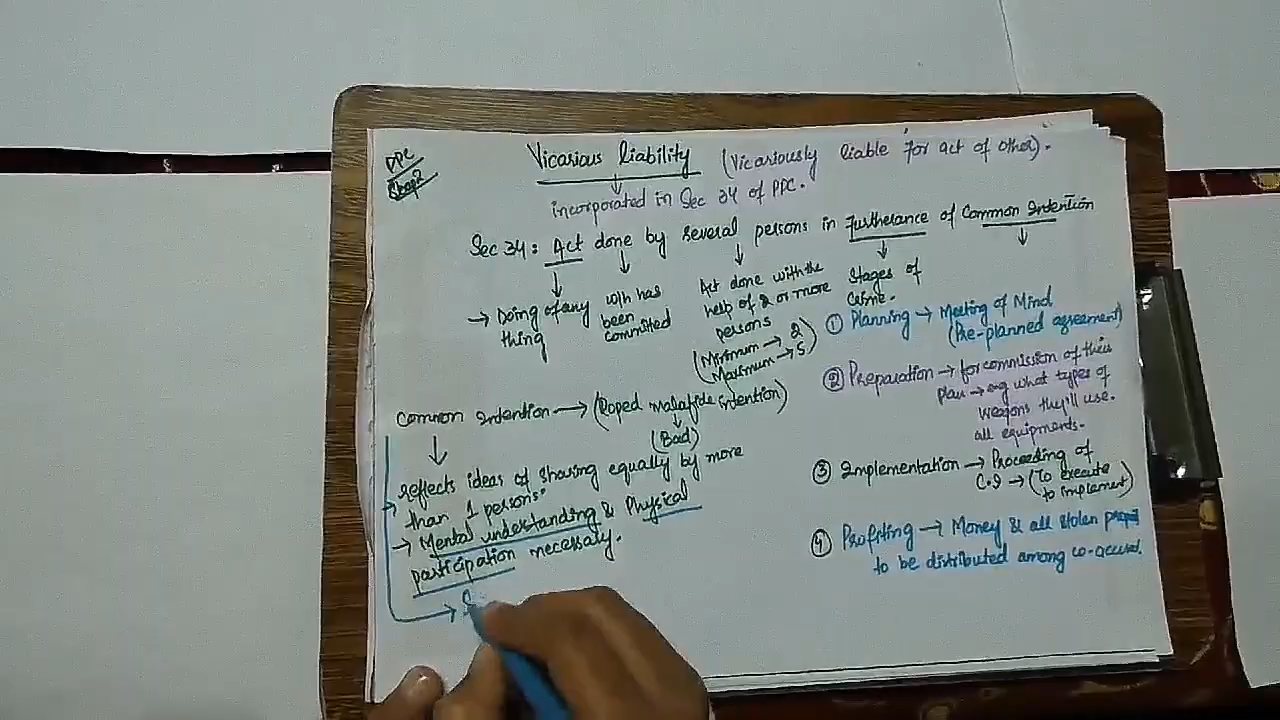 PPC
Chap2
Vicarious liability (Vicariously liable for act of other).
incorporated in Sec 34 of PPC.
Sec 34: Act done by several persons in furtherance of Common Intention
→ Doing of any thing
wch has been committed
Act done with the help of 2 or more persons
(Minimum → 2
Maximum → 5)
Stages of crime.
① Planning → Meeting of Mind
(Pre-planned agreement)
② Preparation → for commission of their
plan → e.g what types of
weapons they'll use.
all equipments.
③ Implementation → Proceeding of
C.I → (To execute
to implement)
④ Profiting → Money & all stolen
to be distributed among co-accused.
Common Intention → (Roped malafide intention)
(Bad)
reflects ideas of sharing equally by more
than 1 persons.
→ Mental understanding & Physical
participation necessary.